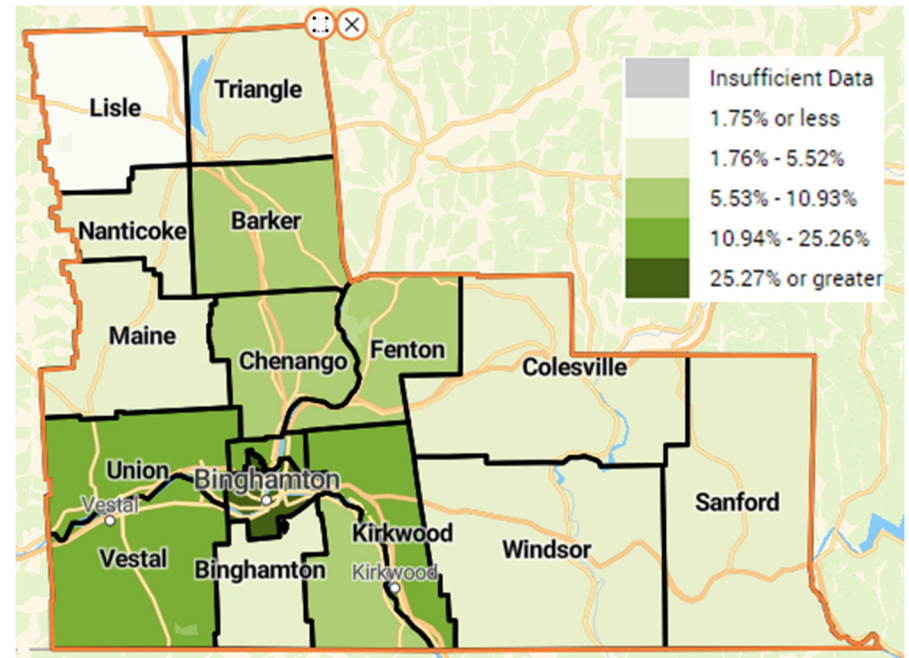 Insufficient Data
1.75% or less
1.76% - 5.52%
5.53% - 10.93%
10.94% - 25.26%
25.27% or greater
Lisle
Triangle
Nanticoke
Barker
Maine
Chenango
Fenton
Colesville
Union
Binghamton
Vestal
Sanford
Kirkwood
Windsor
Vestal
Binghamton
Kirkwood